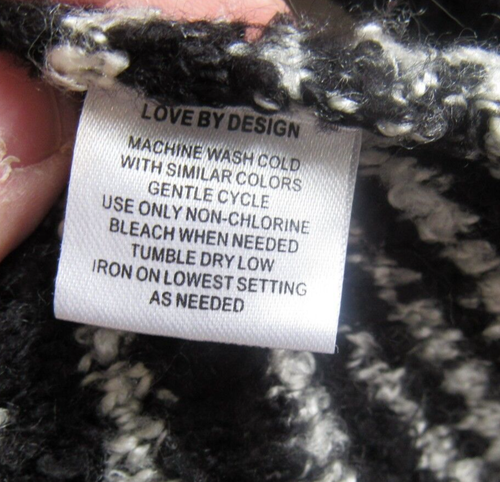 LOVE BY DESIGN
MACHINE WASH COLD
WITH SIMILAR COLORS
GENTLE CYCLE
USE ONLY NON-CHLORINE
BLEACH WHEN NEEDED
TUMBLE DRY LOW
IRON ON LOWEST SETTING
AS NEEDED